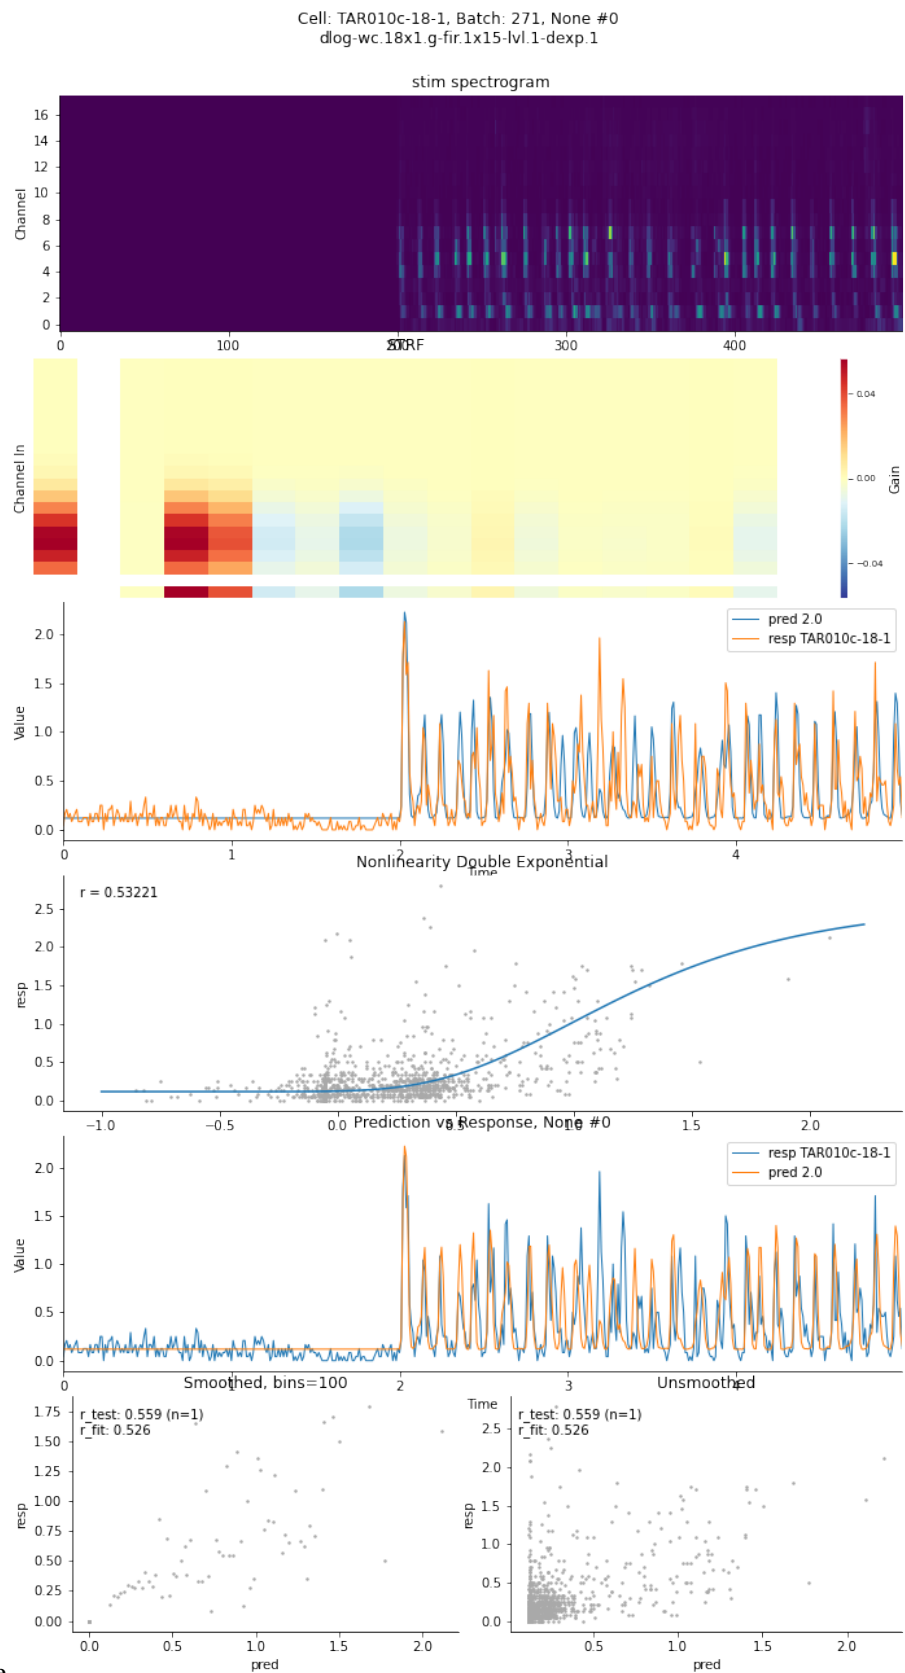 Cell: TAR010c-18-1, Batch: 271, None #0
dlog-wc.18x1.g-fir.1x15-lvl.1-dexp.1
stim spectrogram
16
14
12
10
8
6
4
2
0
Channel
0 100 200 300 400
STRF
Channel In
0.04
0.00
−0.04
Gain
pred 2.0
resp TAR010c-18-1
2.0
1.5
1.0
0.5
0.0
Value
0 1 2 3 4
Time
Nonlinearity Double Exponential
r = 0.53221
2.5
2.0
1.5
1.0
0.5
0.0
resp
−1.0 −0.5 0.0 0.5 1.0 1.5 2.0
Prediction vs Response, None #0
resp TAR010c-18-1
pred 2.0
2.0
1.5
1.0
0.5
0.0
Value
0 1 2 3 4
Time
Smoothed, bins=100
r_test: 0.559 (n=1)
r_fit: 0.526
1.75
1.50
1.25
1.00
0.75
0.50
0.25
0.00
resp
0.0 0.5 1.0 1.5 2.0
pred
Unsmoothed
r_test: 0.559 (n=1)
r_fit: 0.526
2.5
2.0
1.5
1.0
0.5
0.0
resp
0.5 1.0 1.5 2.0
pred